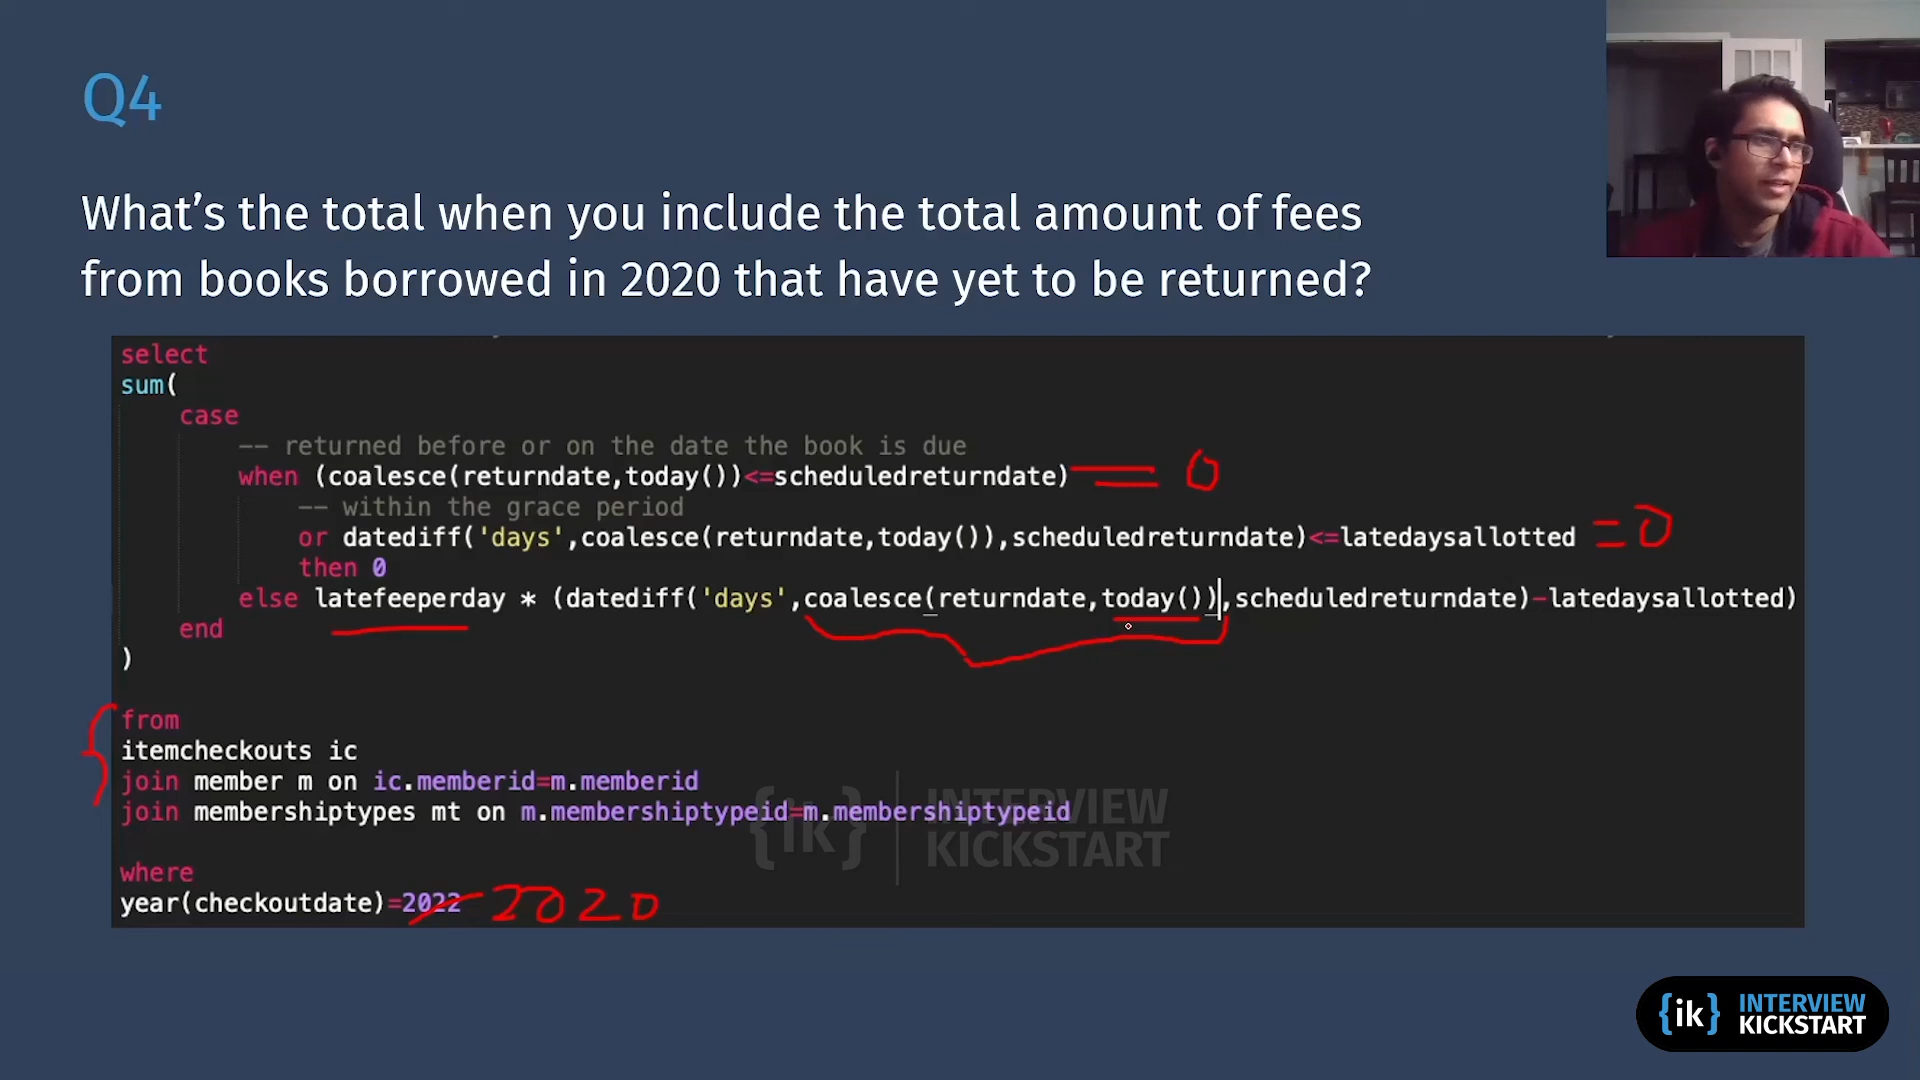 Q4
What's the total when you include the total amount of fees
from books borrowed in 2020 that have yet to be returned?
select
sum(
case
-- returned before or on the date the book is due
when (coalesce(returndate,today())<=scheduledreturndate) = 0
-- within the grace period
or datediff('days',coalesce(returndate,today()),scheduledreturndate)<=latedaysallotted = 0
then 0
else latefeeperday * (datediff('days',coalesce(returndate,today()),scheduledreturndate)-latedaysallotted)
end
)
from
itemcheckouts ic
join member m on ic.memberid=m.memberid
join membershiptypes mt on m.membershiptypeid=m.membershiptypeid
where
year(checkoutdate)=2022 2020
{ik} INTERVIEW
KICKSTART
{ik} INTERVIEW
KICKSTART